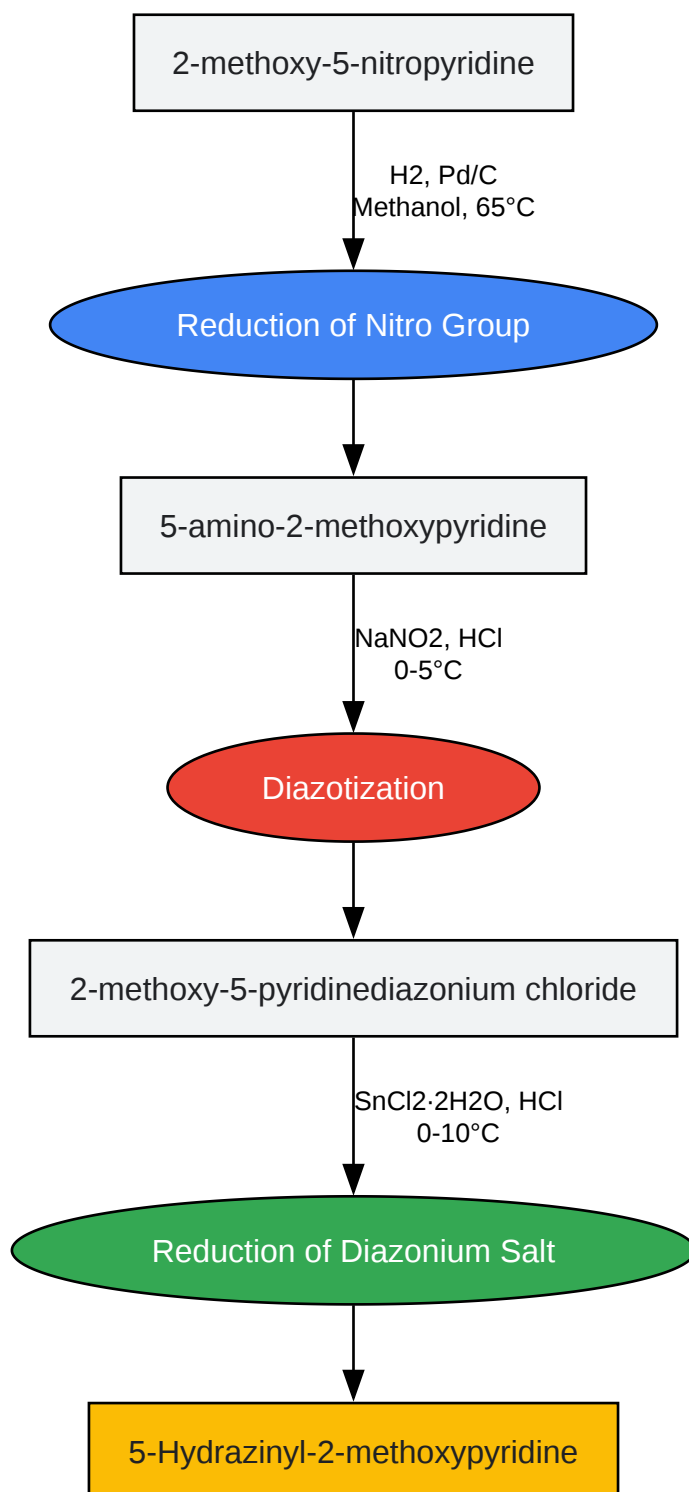 2-methoxy-5-nitropyridine
H2, Pd/C
Methanol, 65°C
Reduction of Nitro Group
5-amino-2-methoxypyridine
NaNO2, HCl
0-5°C
Diazotization
2-methoxy-5-pyridinediazonium chloride
SnCl2·2H2O, HCl
0-10°C
Reduction of Diazonium Salt
5-Hydrazinyl-2-methoxypyridine